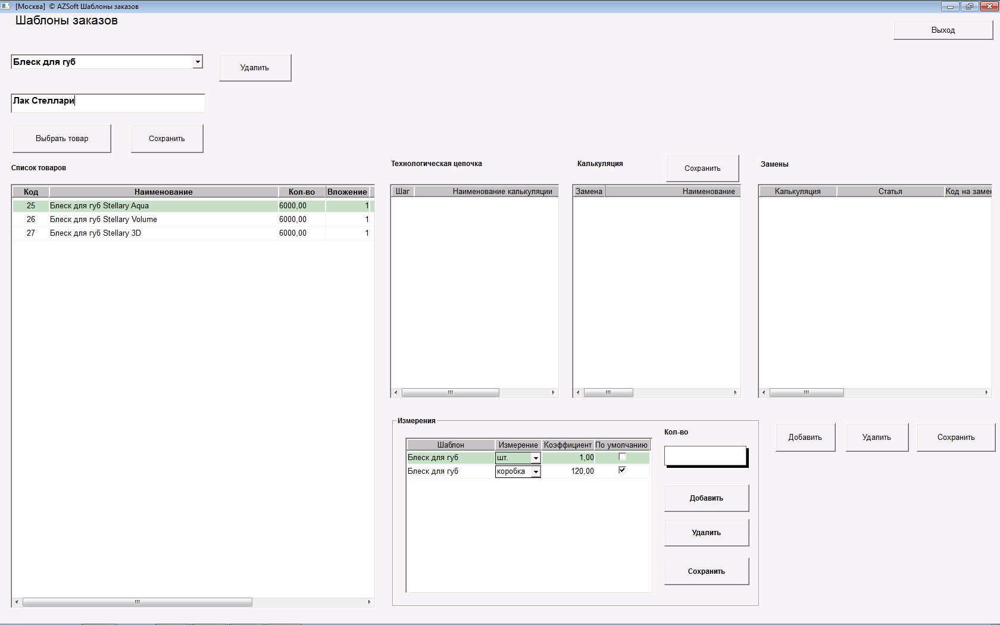 [Москва] © AZSoft Шаблоны заказов
Шаблоны заказов
Выход
Блеск для губ
Удалить
Лак Стеллари
Выбрать товар
Сохранить
Список товаров
Код Наименование Кол-во Вложение
25 Блеск для губ Stellary Aqua 6000,00 1
26 Блеск для губ Stellary Volume 6000,00 1
27 Блеск для губ Stellary 3D 6000,00 1
Технологическая цепочка
Шаг Наименование калькуляции
Калькуляция
Сохранить
Замена Наименование
Замены
Калькуляция Статья Код на замен
Измерения
Шаблон Измерение Коэффициент По умолчанию
Блеск для губ шт. 1,00
Блеск для губ коробка 120,00
Кол-во
Добавить
Удалить
Сохранить
Добавить
Удалить
Сохранить